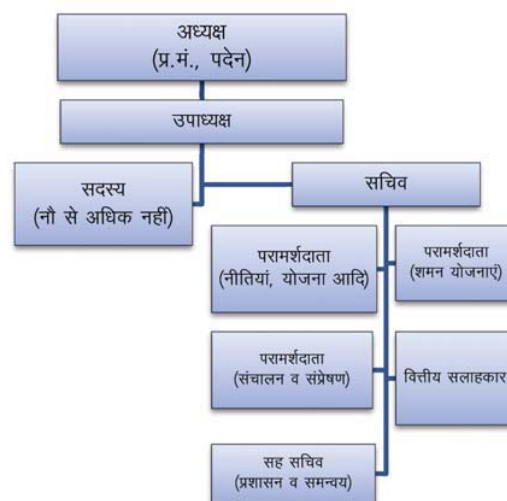 अध्यक्ष
(प्र.मं., पदेन)
उपाध्यक्ष
सदस्य
(नौ से अधिक नहीं)
सचिव
परामर्शदाता
(नीतियां, योजना आदि)
परामर्शदाता
(शमन योजनाएं)
परामर्शदाता
(संचालन व संप्रेषण)
वित्तीय सलाहकार
सह सचिव
(प्रशासन व समन्वय)